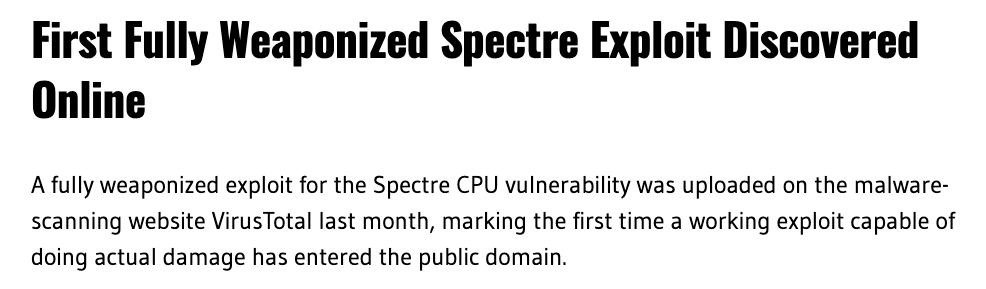 First Fully Weaponized Spectre Exploit Discovered
Online
A fully weaponized exploit for the Spectre CPU vulnerability was uploaded on the malware-
scanning website VirusTotal last month, marking the first time a working exploit capable of
doing actual damage has entered the public domain.